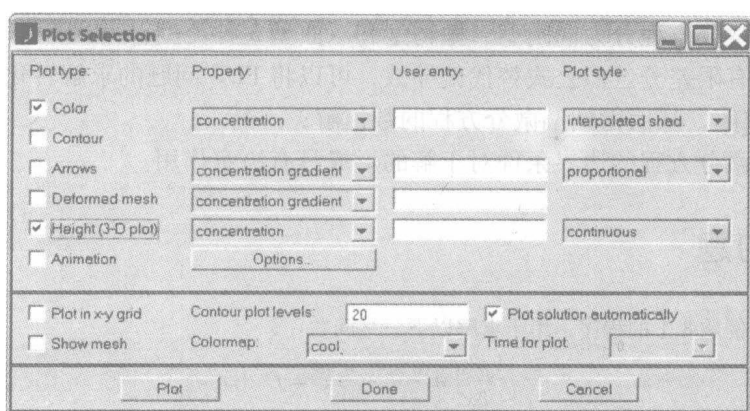 Plot Selection
Plot type: Property: User entry: Plot style:
Color concentration interpolated shad.
Contour
Arrows concentration gradient proportional
Deformed mesh concentration gradient
Height (3-D plot) concentration continuous
Animation Options..
Plot in x-y grid Contour plot levels: 20 Plot solution automatically
Show mesh Colormap: cool Time for plot: 0
Plot Done Cancel